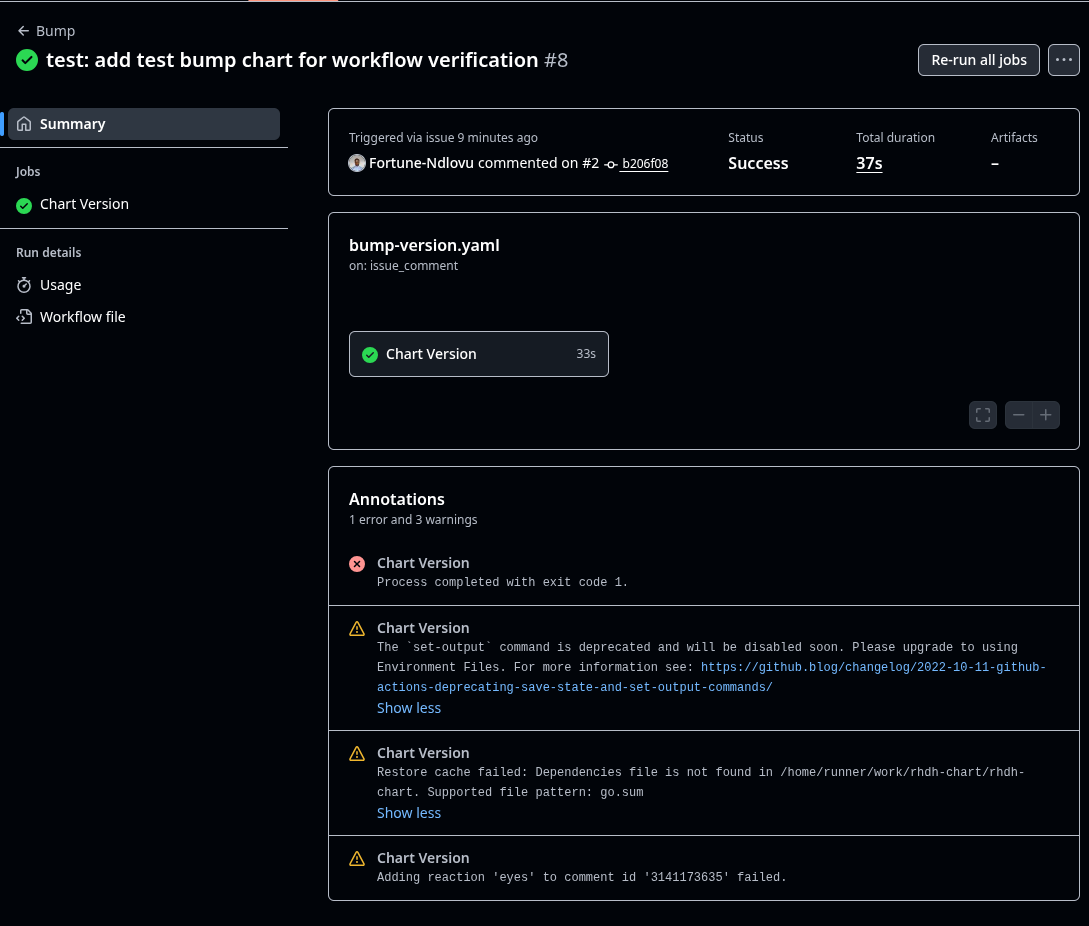 Bump
test: add test bump chart for workflow verification #8
Re-run all jobs
Summary
Jobs
Chart Version
Run details
Usage
Workflow file
Triggered via issue 9 minutes ago
Fortune-Ndlovu commented on #2 b206f08
Status
Success
Total duration
37s
Artifacts
–
bump-version.yaml
on: issue_comment
Chart Version
33s
Annotations
1 error and 3 warnings
Chart Version
Process completed with exit code 1.
Chart Version
The `set-output` command is deprecated and will be disabled soon. Please upgrade to using
Environment Files. For more information see: https://github.blog/changelog/2022-10-11-github-
actions-deprecating-save-state-and-set-output-commands/
Show less
Chart Version
Restore cache failed: Dependencies file is not found in /home/runner/work/rhdh-chart/rhdh-
chart. Supported file pattern: go.sum
Show less
Chart Version
Adding reaction 'eyes' to comment id '3141173635' failed.